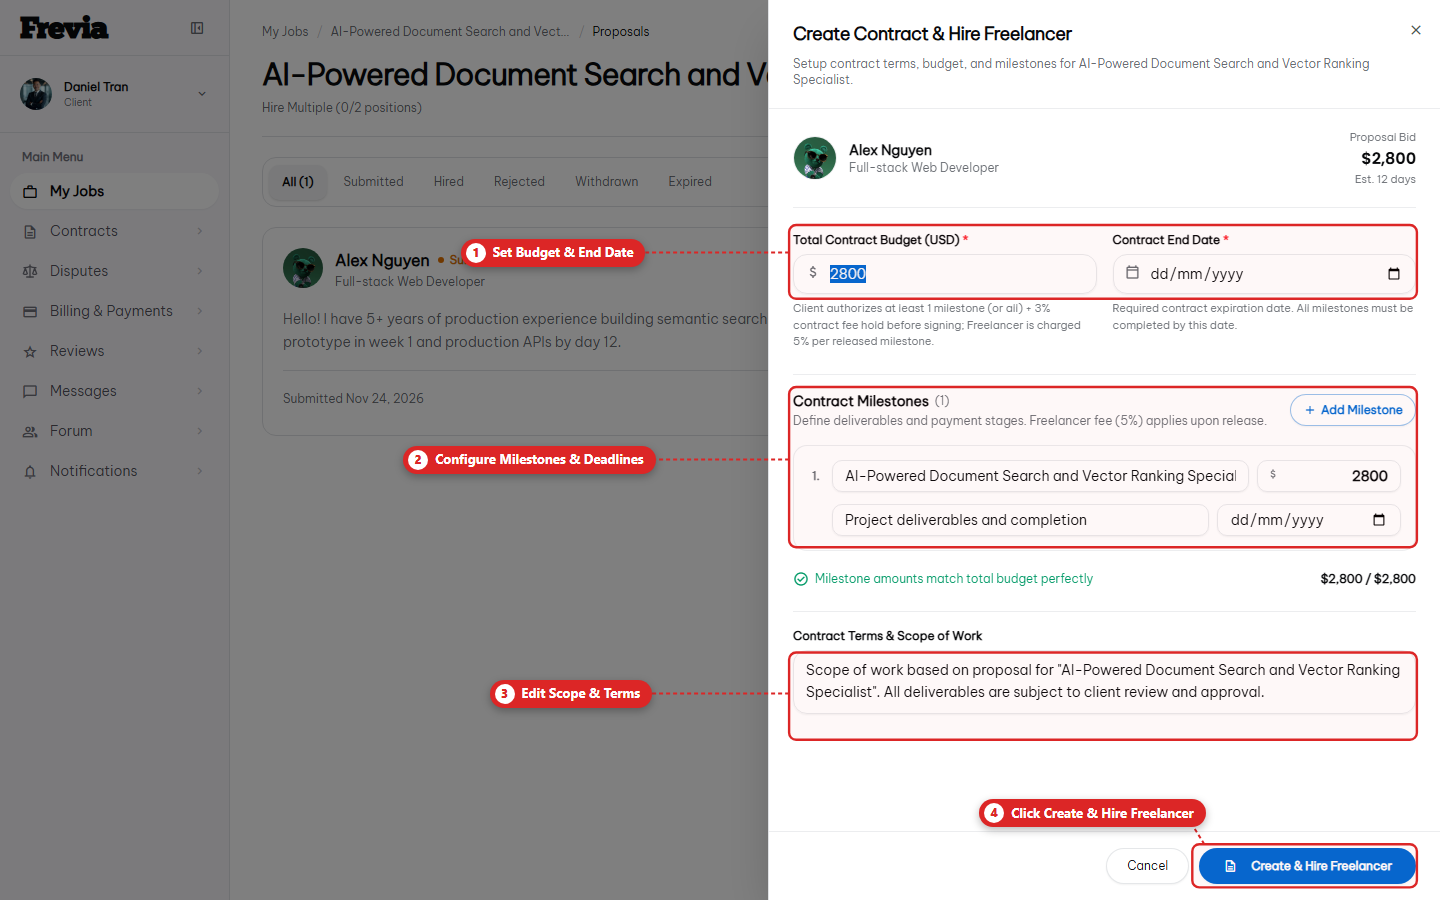 Frevia
Daniel Tran
Client
Main Menu
My Jobs
Contracts
Disputes
Billing & Payments
Reviews
Messages
Forum
Notifications
My Jobs / AI-Powered Document Search and Vect... / Proposals
AI-Powered Document Search and V
Hire Multiple (0/2 positions)
All (1) Submitted Hired Rejected Withdrawn Expired
Alex Nguyen
Full-stack Web Developer
Hello! I have 5+ years of production experience building semantic search
prototype in week 1 and production APIs by day 12.
Submitted Nov 24, 2026
1 Set Budget & End Date
2 Configure Milestones & Deadlines
3 Edit Scope & Terms
4 Click Create & Hire Freelancer
Create Contract & Hire Freelancer
Setup contract terms, budget, and milestones for AI-Powered Document Search and Vector Ranking
Specialist.
Alex Nguyen
Full-stack Web Developer
Proposal Bid
$2,800
Est. 12 days
Total Contract Budget (USD) *
$ 2800
Client authorizes at least 1 milestone (or all) + 3%
contract fee hold before signing; Freelancer is charged
5% per released milestone.
Contract End Date *
dd/mm/yyyy
Required contract expiration date. All milestones must be
completed by this date.
Contract Milestones (1)
Define deliverables and payment stages. Freelancer fee (5%) applies upon release.
+ Add Milestone
1. AI-Powered Document Search and Vector Ranking Special $ 2800
Project deliverables and completion dd/mm/yyyy
Milestone amounts match total budget perfectly $2,800 / $2,800
Contract Terms & Scope of Work
Scope of work based on proposal for "AI-Powered Document Search and Vector Ranking
Specialist". All deliverables are subject to client review and approval.
Cancel
Create & Hire Freelancer